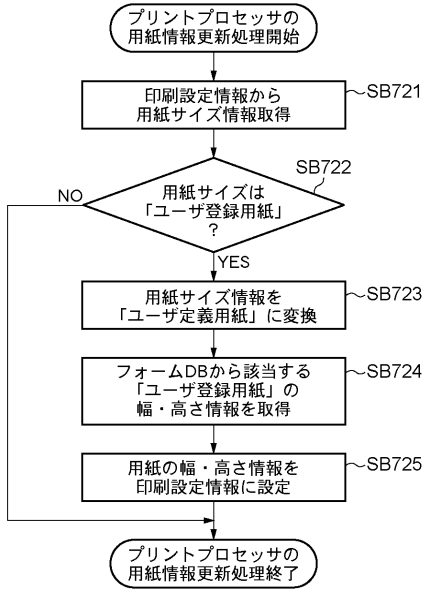 プリントプロセッサの
用紙情報更新処理開始
印刷設定情報から
用紙サイズ情報取得
SB721
SB722
用紙サイズは
「ユーザ登録用紙」
?
NO
YES
用紙サイズ情報を
「ユーザ定義用紙」に変換
SB723
フォームDBから該当する
「ユーザ登録用紙」の
幅・高さ情報を取得
SB724
用紙の幅・高さ情報を
印刷設定情報に設定
SB725
プリントプロセッサの
用紙情報更新処理終了